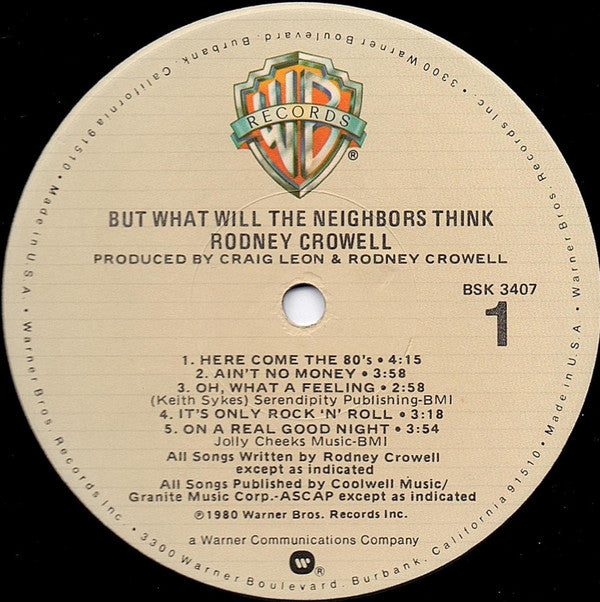 WB
RECORDS
®
BUT WHAT WILL THE NEIGHBORS THINK
RODNEY CROWELL
PRODUCED BY CRAIG LEON & RODNEY CROWELL
BSK 3407
1
1. HERE COME THE 80's • 4:15
2. AIN'T NO MONEY • 3:58
3. OH, WHAT A FEELING • 2:58
(Keith Sykes) Serendipity Publishing-BMI
4. IT'S ONLY ROCK 'N' ROLL • 3:18
5. ON A REAL GOOD NIGHT • 3:54
Jolly Cheeks Music-BMI
All Songs Written by Rodney Crowell
except as indicated
All Songs Published by Coolwell Music/
Granite Music Corp.-ASCAP except as indicated
℗1980 Warner Bros. Records Inc.
a Warner Communications Company
W®
Warner Bros. Records Inc. • 3300 Warner Boulevard, Burbank, California 91510 • Made in U.S.A. • Warner Bros. Records Inc. • 3300 Warner Boulevard, Burbank, California 91510 • Made in U.S.A. •